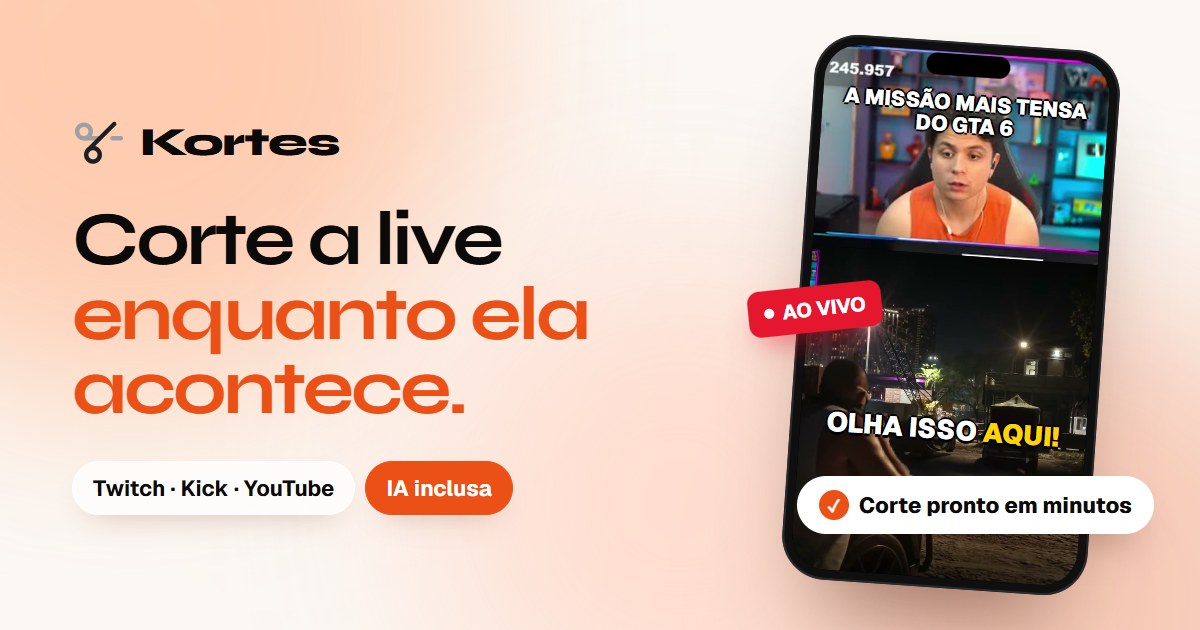 Kortes
Corte a live
enquanto ela
acontece.
Twitch · Kick · YouTube
IA inclusa
245.957
A MISSÃO MAIS TENSA
DO GTA 6
AO VIVO
OLHA ISSO AQUI!
✓ Corte pronto em minutos